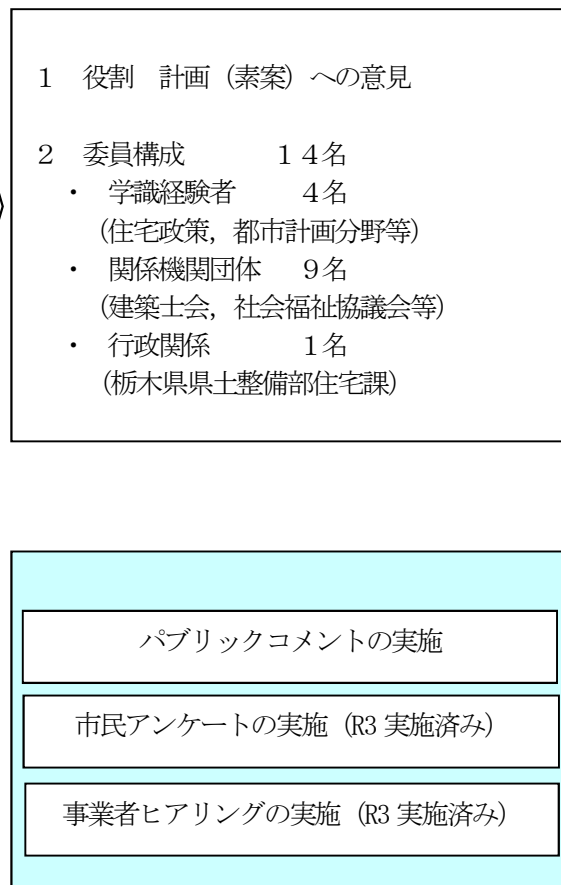 １　役割　計画（素案）への意見
２　委員構成　　　１４名
・　学識経験者　　４名
（住宅政策，都市計画分野等）
・　関係機関団体　９名
（建築士会，社会福祉協議会等）
・　行政関係　　　１名
（栃木県県土整備部住宅課）
パブリックコメントの実施
市民アンケートの実施（R3 実施済み）
事業者ヒアリングの実施（R3 実施済み）